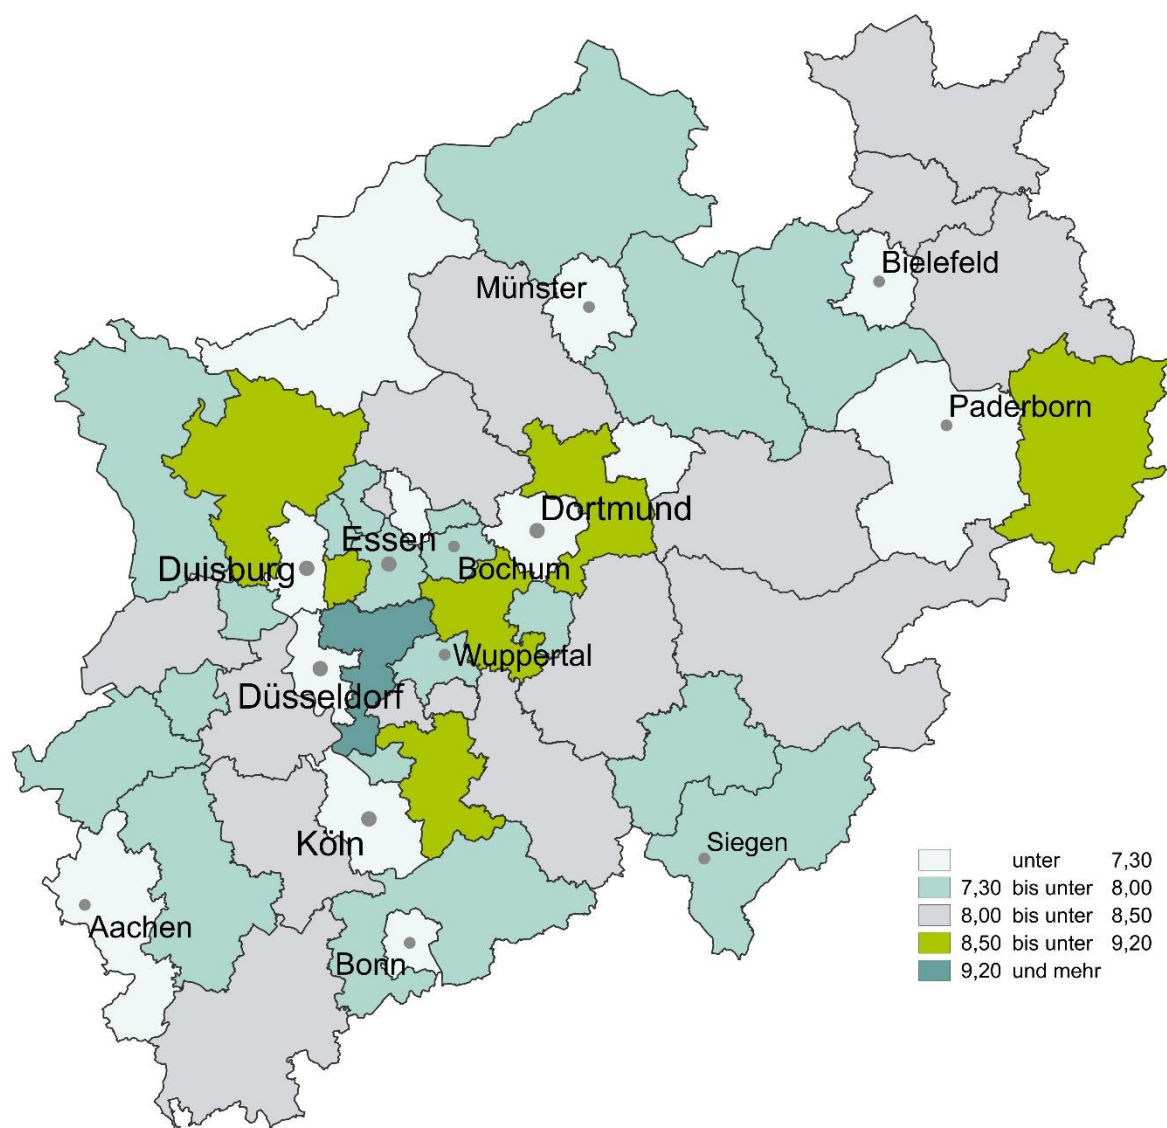 Münster
Bielefeld
Paderborn
Dortmund
Essen
Bochum
Duisburg
Wuppertal
Düsseldorf
Köln
Siegen
Aachen
Bonn
unter 7,30
7,30 bis unter 8,00
8,00 bis unter 8,50
8,50 bis unter 9,20
9,20 und mehr